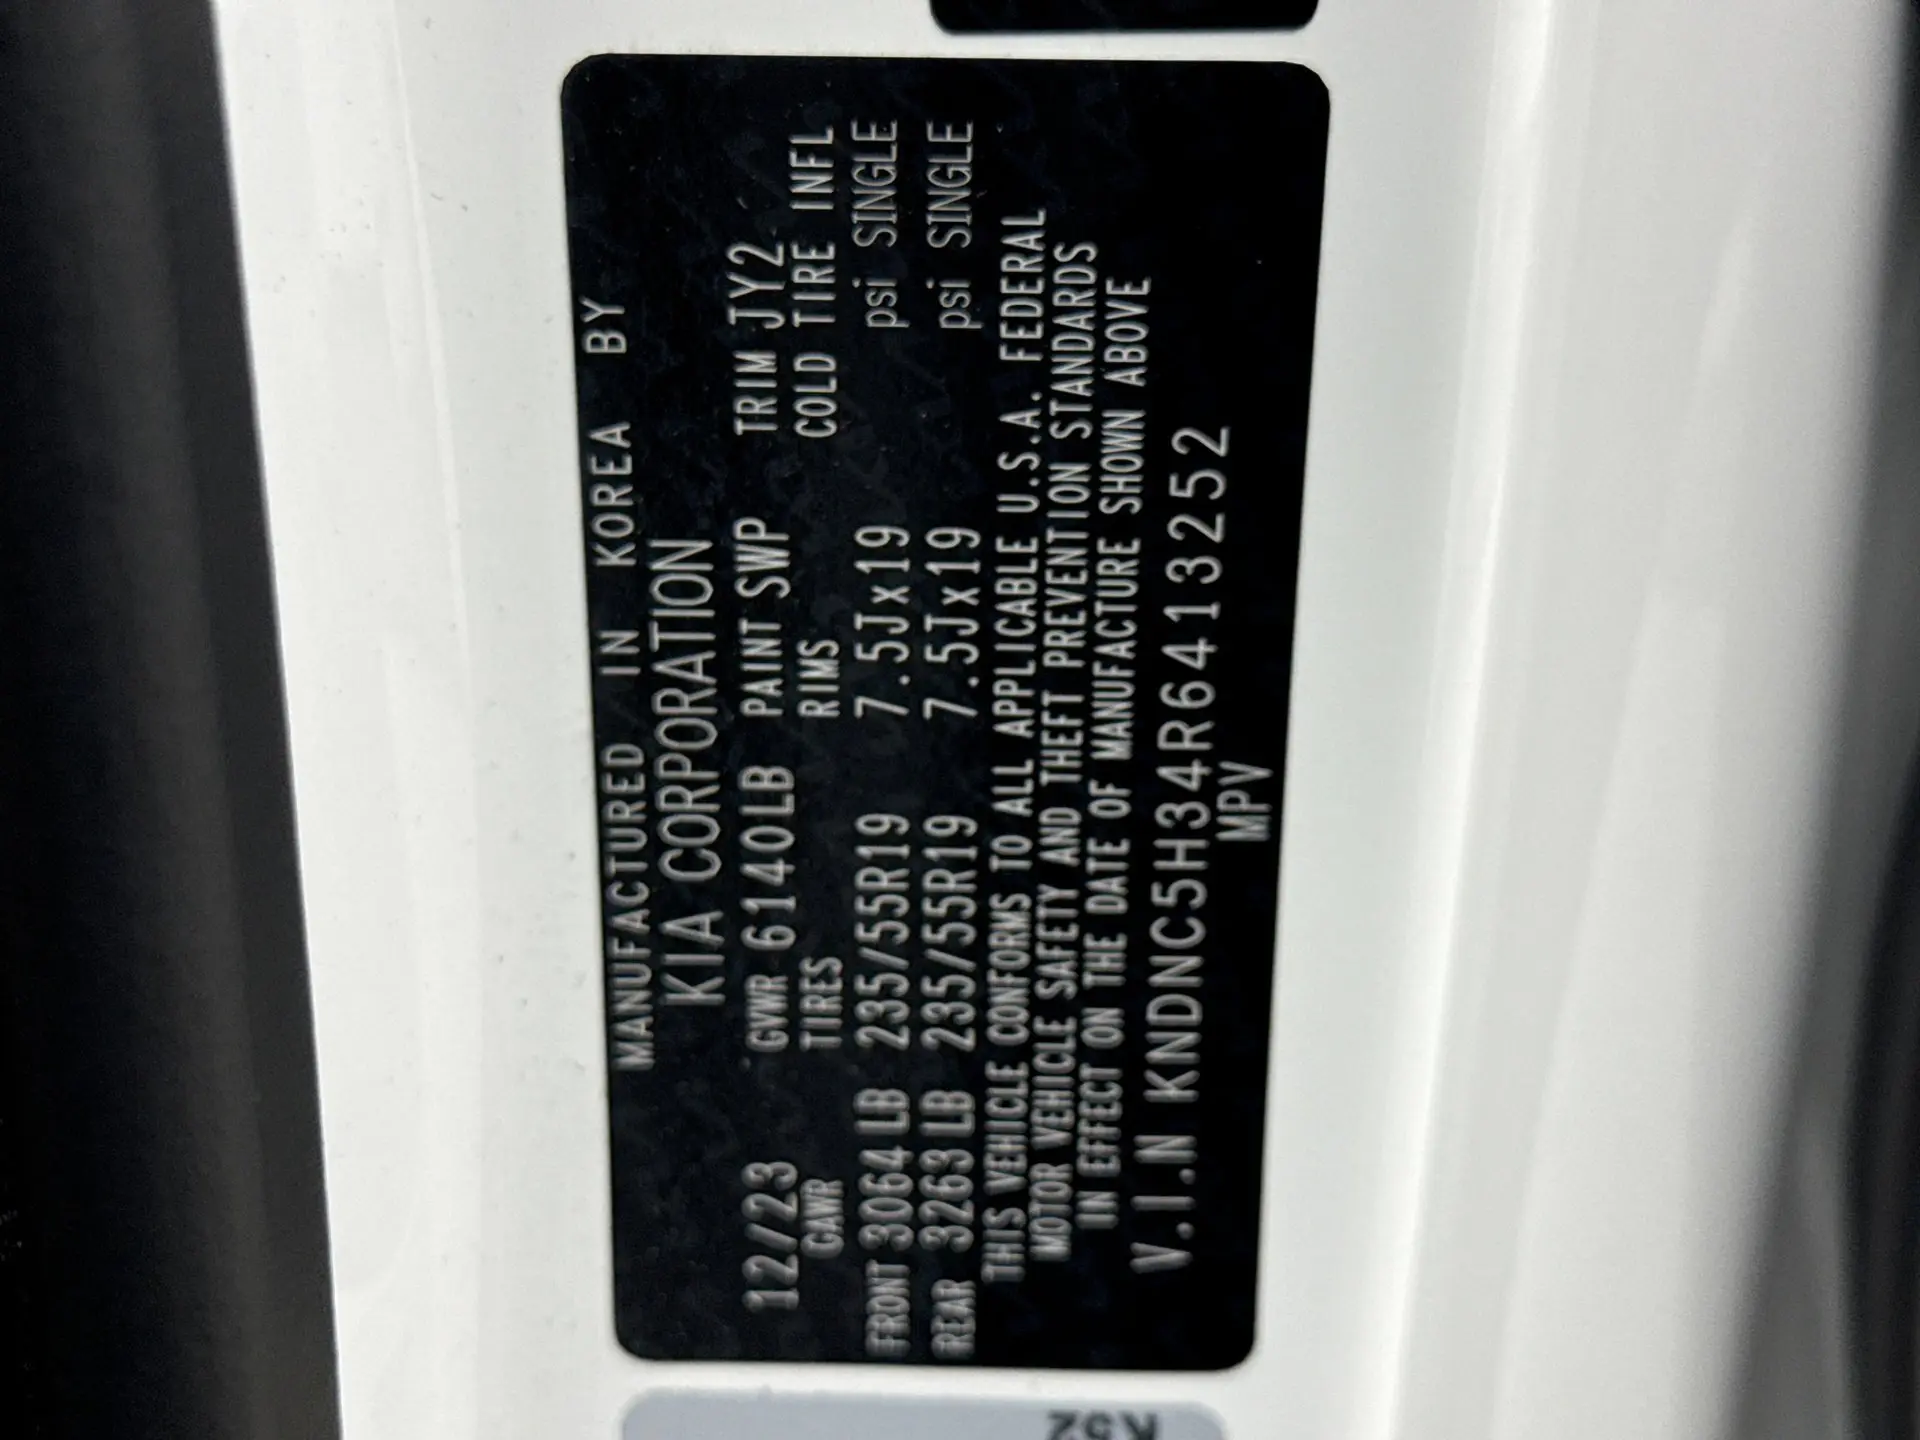 MANUFACTURED IN KOREA BY
KIA CORPORATION
12/23 GVWR 6140LB PAINT SWP TRIM JY2
GAWR TIRES RIMS COLD TIRE INFL
FRONT 3064 LB 235/55R19 7.5Jx19 psi SINGLE
REAR 3263 LB 235/55R19 7.5Jx19 psi SINGLE
THIS VEHICLE CONFORMS TO ALL APPLICABLE U.S.A. FEDERAL
MOTOR VEHICLE SAFETY AND THEFT PREVENTION STANDARDS
IN EFFECT ON THE DATE OF MANUFACTURE SHOWN ABOVE
V.I.N KNDNC5H34R6413252
MPV
K52